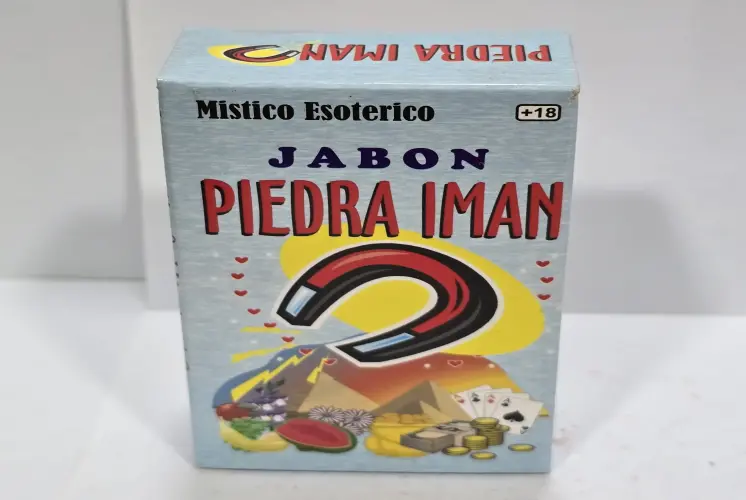 PIEDRA IMAN
Mistico Esoterico
+18
JABON
PIEDRA IMAN